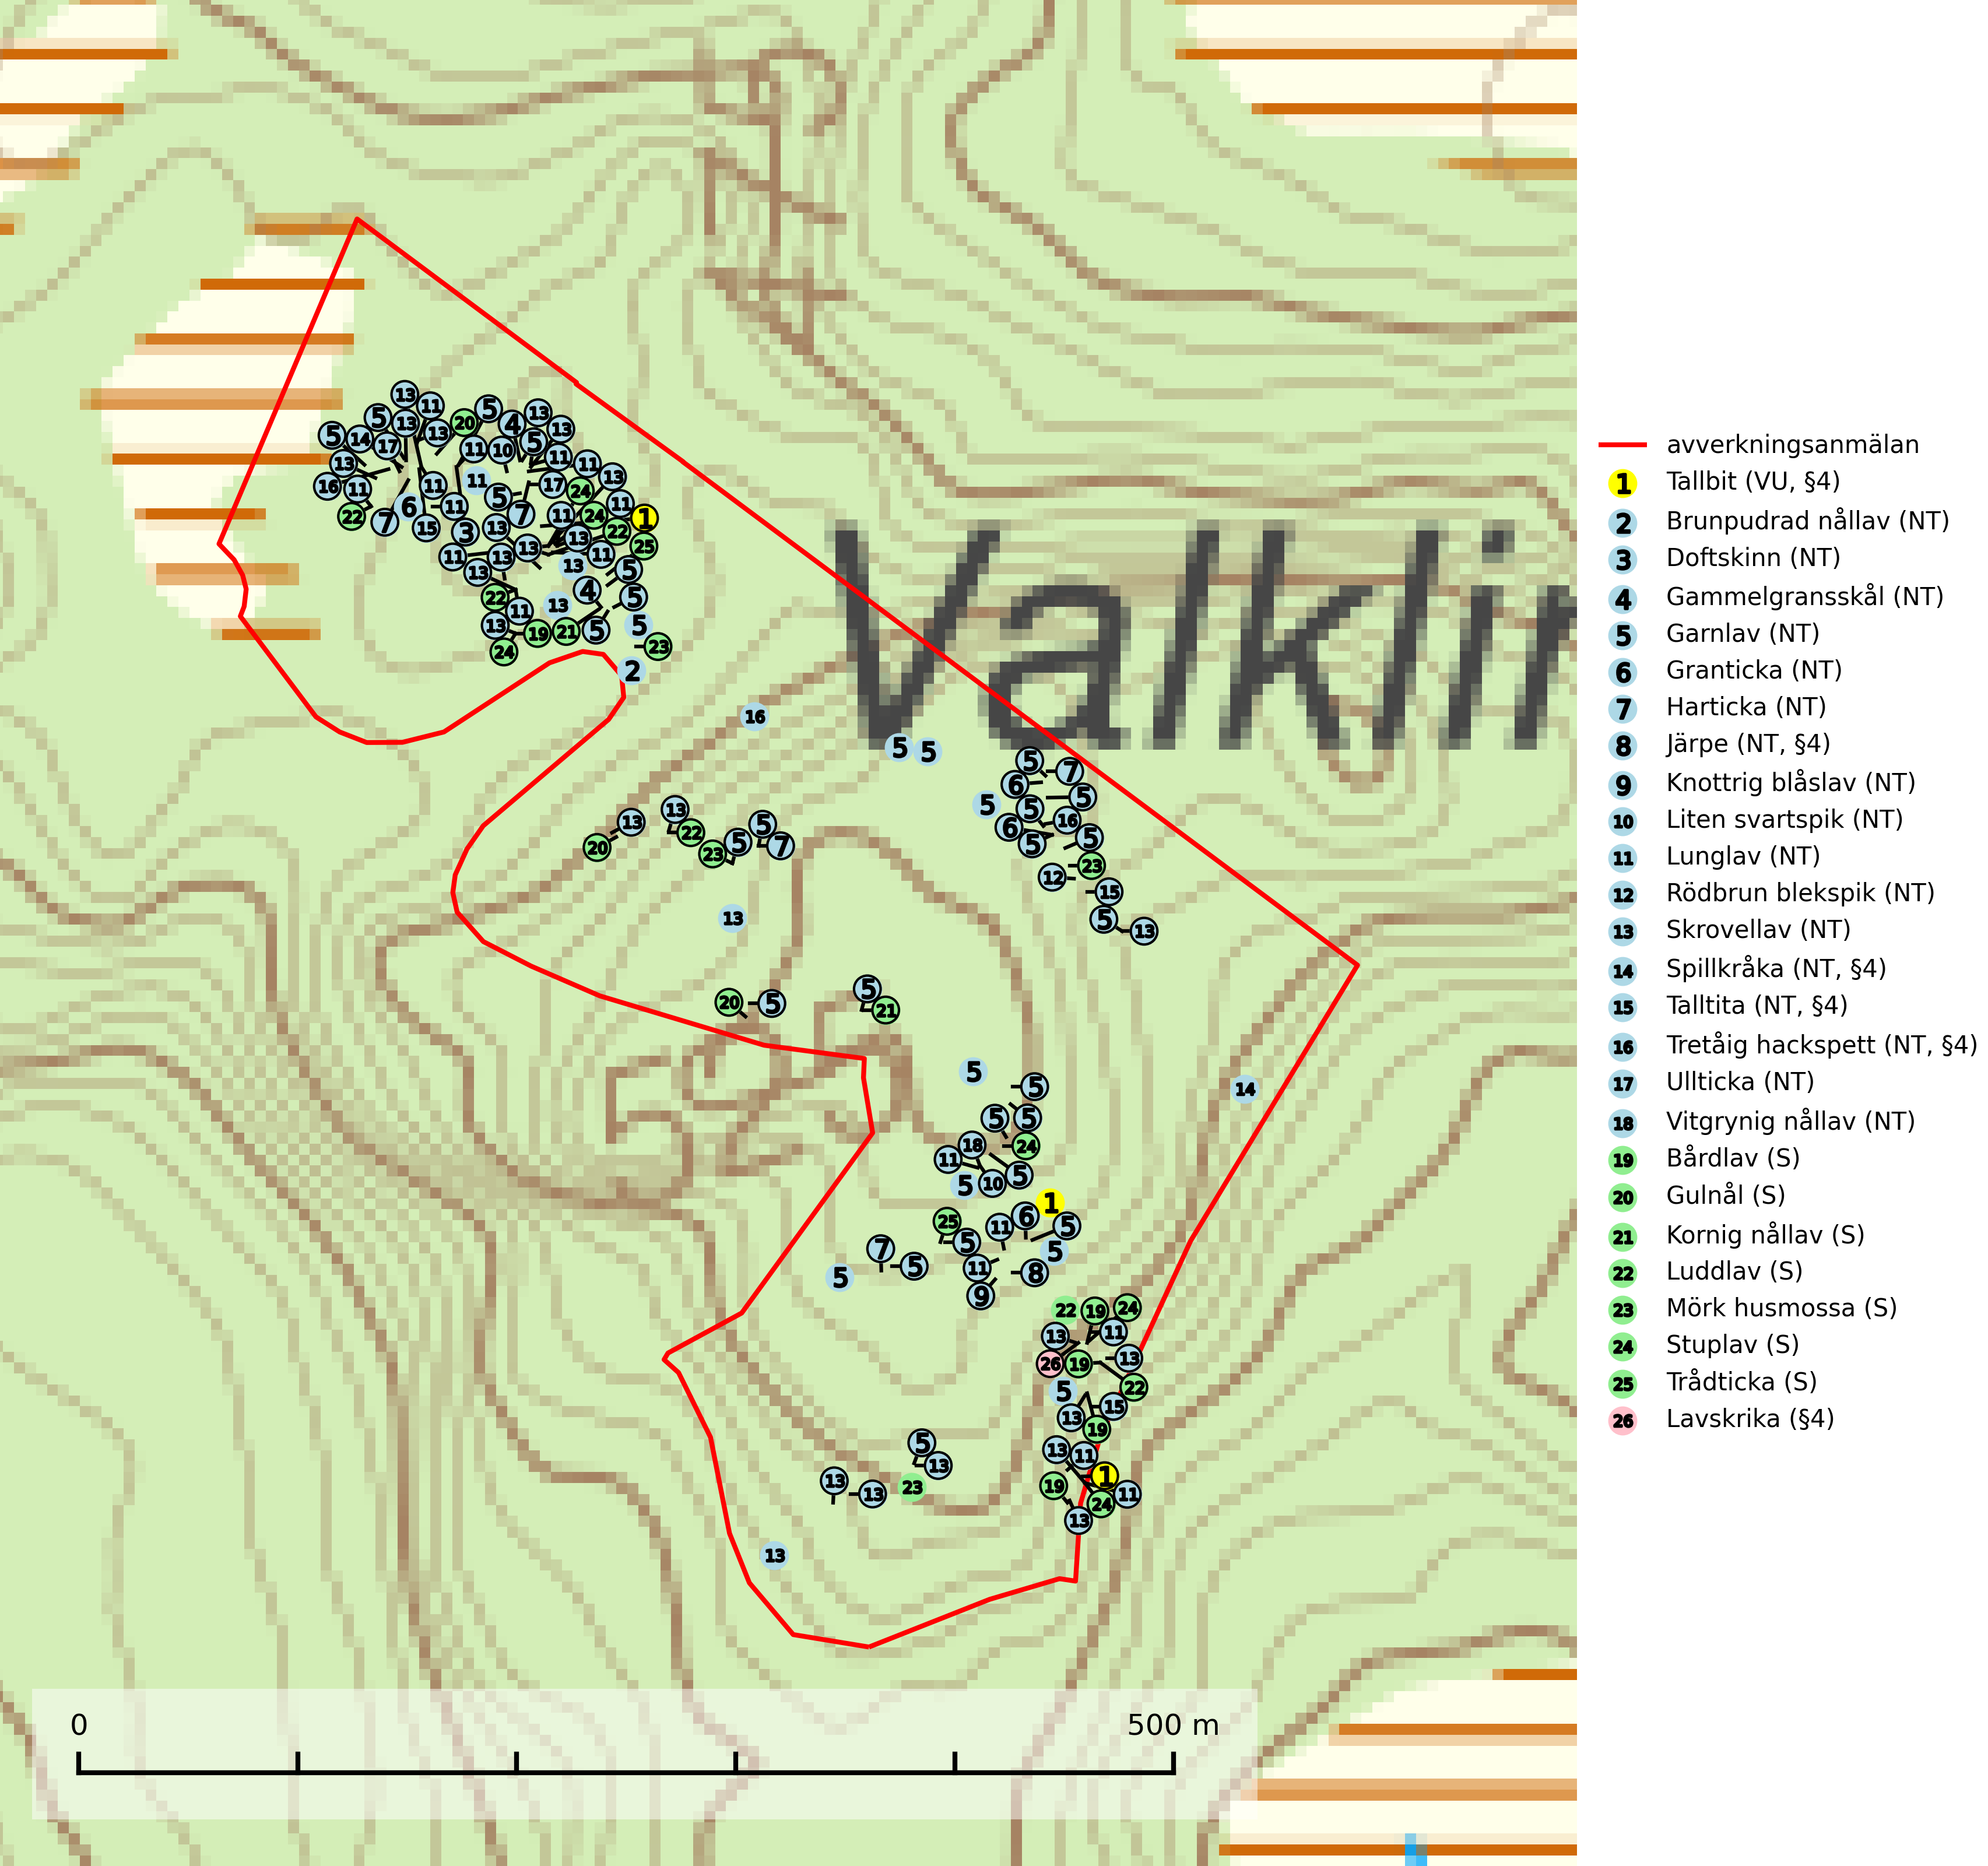 Valklin
0
500 m
avverkningsanmälan
1 Tallbit (VU, §4)
2 Brunpudrad nållav (NT)
3 Doftskinn (NT)
4 Gammelgransskål (NT)
5 Garnlav (NT)
6 Granticka (NT)
7 Harticka (NT)
8 Järpe (NT, §4)
9 Knottrig blåslav (NT)
10 Liten svartspik (NT)
11 Lunglav (NT)
12 Rödbrun blekspik (NT)
13 Skrovellav (NT)
14 Spillkråka (NT, §4)
15 Talltita (NT, §4)
16 Tretåig hackspett (NT, §4)
17 Ullticka (NT)
18 Vitgrynig nållav (NT)
19 Bårdlav (S)
20 Gulnål (S)
21 Kornig nållav (S)
22 Luddlav (S)
23 Mörk husmossa (S)
24 Stuplav (S)
25 Trådticka (S)
26 Lavskrika (§4)